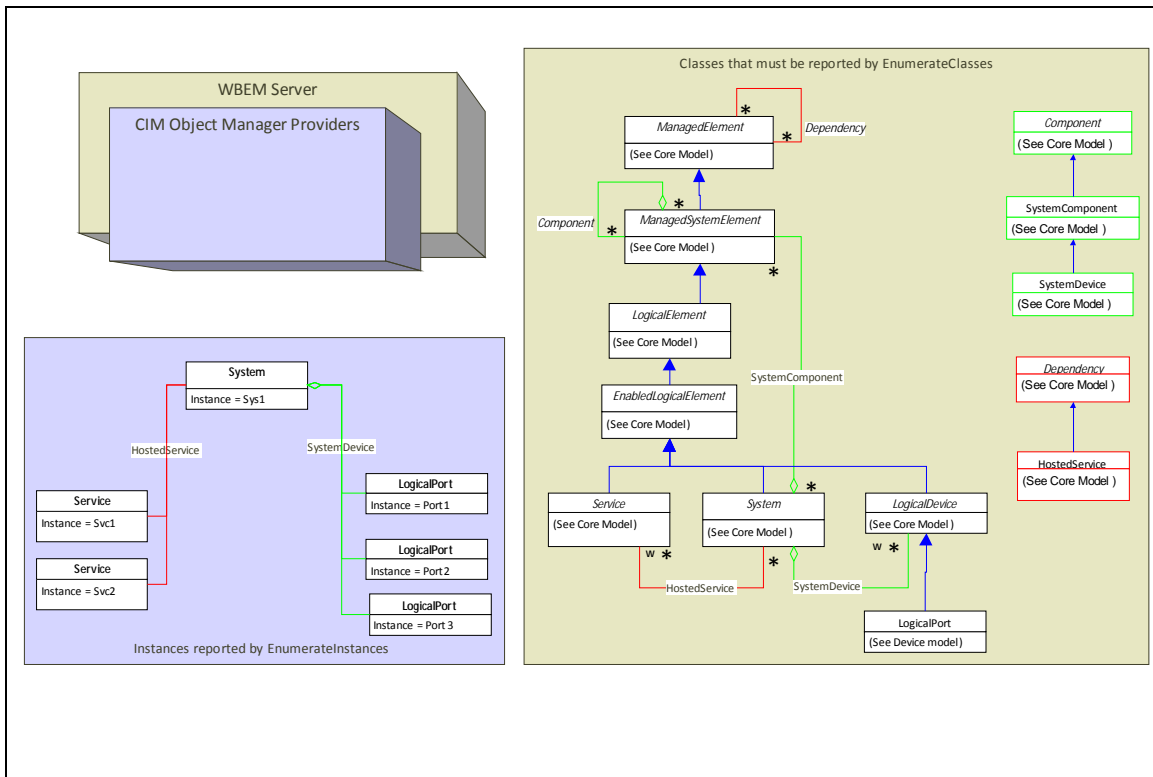 WBEM Server
CIM Object Manager Providers
System
Instance = Sys1
HostedService
SystemDevice
Service
Instance = Svc1
Service
Instance = Svc2
LogicalPort
Instance = Port1
LogicalPort
Instance = Port2
LogicalPort
Instance = Port 3
Instances reported by EnumerateInstances
Classes that must be reported by EnumerateClasses
*
ManagedElement
(See Core Model )
*
Dependency
Component
*
*
ManagedSystemElement
(See Core Model )
*
LogicalElement
(See Core Model )
SystemComponent
EnabledLogicalElement
(See Core Model )
*
Service
(See Core Model )
System
(See Core Model )
LogicalDevice
(See Core Model )
w *
*
w *
HostedService
SystemDevice
LogicalPort
(See Device model)
Component
(See Core Model )
SystemComponent
(See Core Model )
SystemDevice
(See Core Model )
Dependency
(See Core Model )
HostedService
(See Core Model )